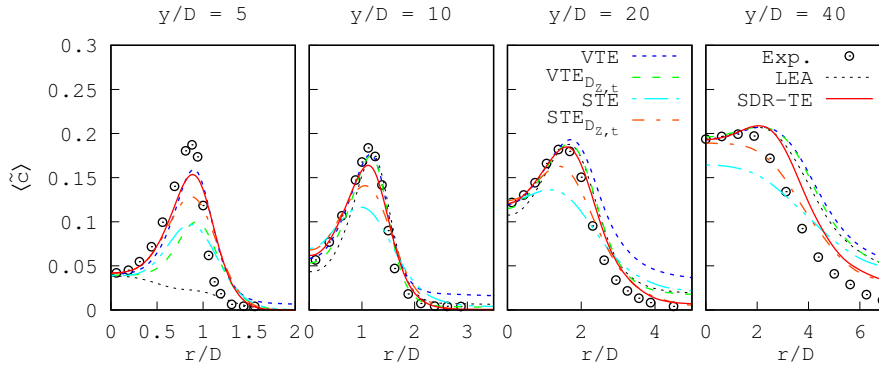 y/D = 5 y/D = 10 y/D = 20 y/D = 40
0.3
0.25
0.2
0.15
0.1
0.05
0
⟨c̃⟩
VTE
VTE_{D_{Z,t}}
STE
STE_{D_{Z,t}}
Exp.
LEA
SDR-TE
0 0.5 1 1.5 2 0 1 2 3 0 2 4 0 2 4 6
r/D r/D r/D r/D